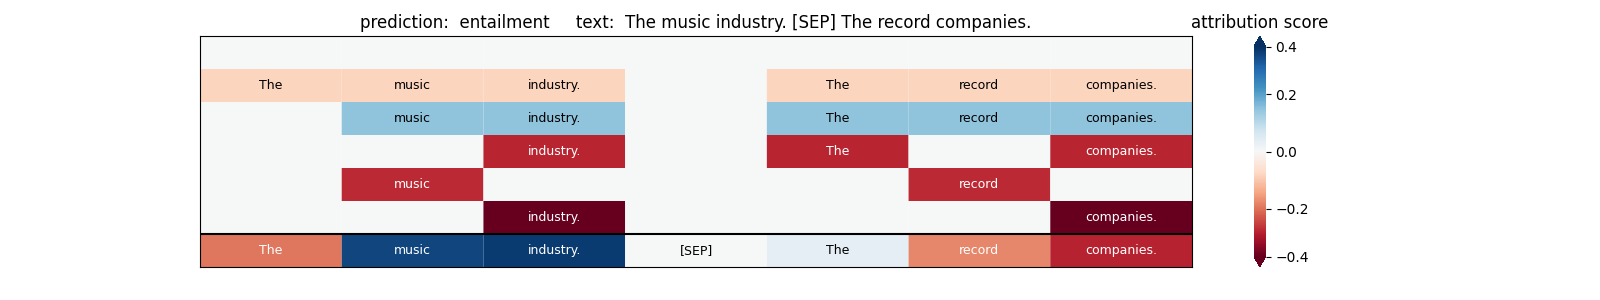 prediction: entailment text: The music industry. [SEP] The record companies. attribution score
The music industry. The record companies.
music industry. The record companies.
industry. The companies.
music record
industry. companies.
The music industry. [SEP] The record companies.
0.4
0.2
0.0
−0.2
−0.4